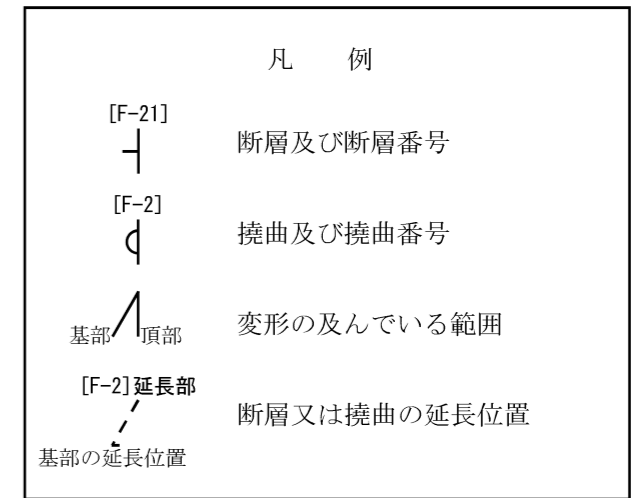 凡　例
[F-21]
断層及び断層番号
[F-2]
撓曲及び撓曲番号
基部 頂部
変形の及んでいる範囲
[F-2]延長部
断層又は撓曲の延長位置
基部の延長位置